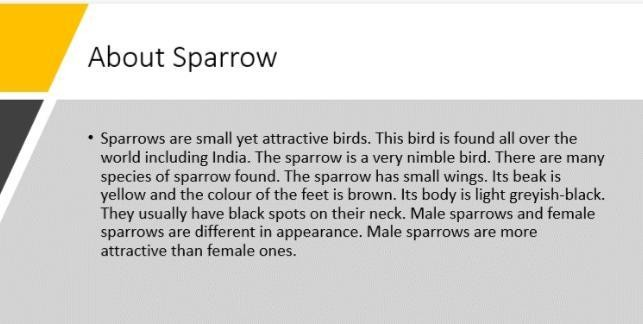 About Sparrow
• Sparrows are small yet attractive birds. This bird is found all over the
world including India. The sparrow is a very nimble bird. There are many
species of sparrow found. The sparrow has small wings. Its beak is
yellow and the colour of the feet is brown. Its body is light greyish-black.
They usually have black spots on their neck. Male sparrows and female
sparrows are different in appearance. Male sparrows are more
attractive than female ones.